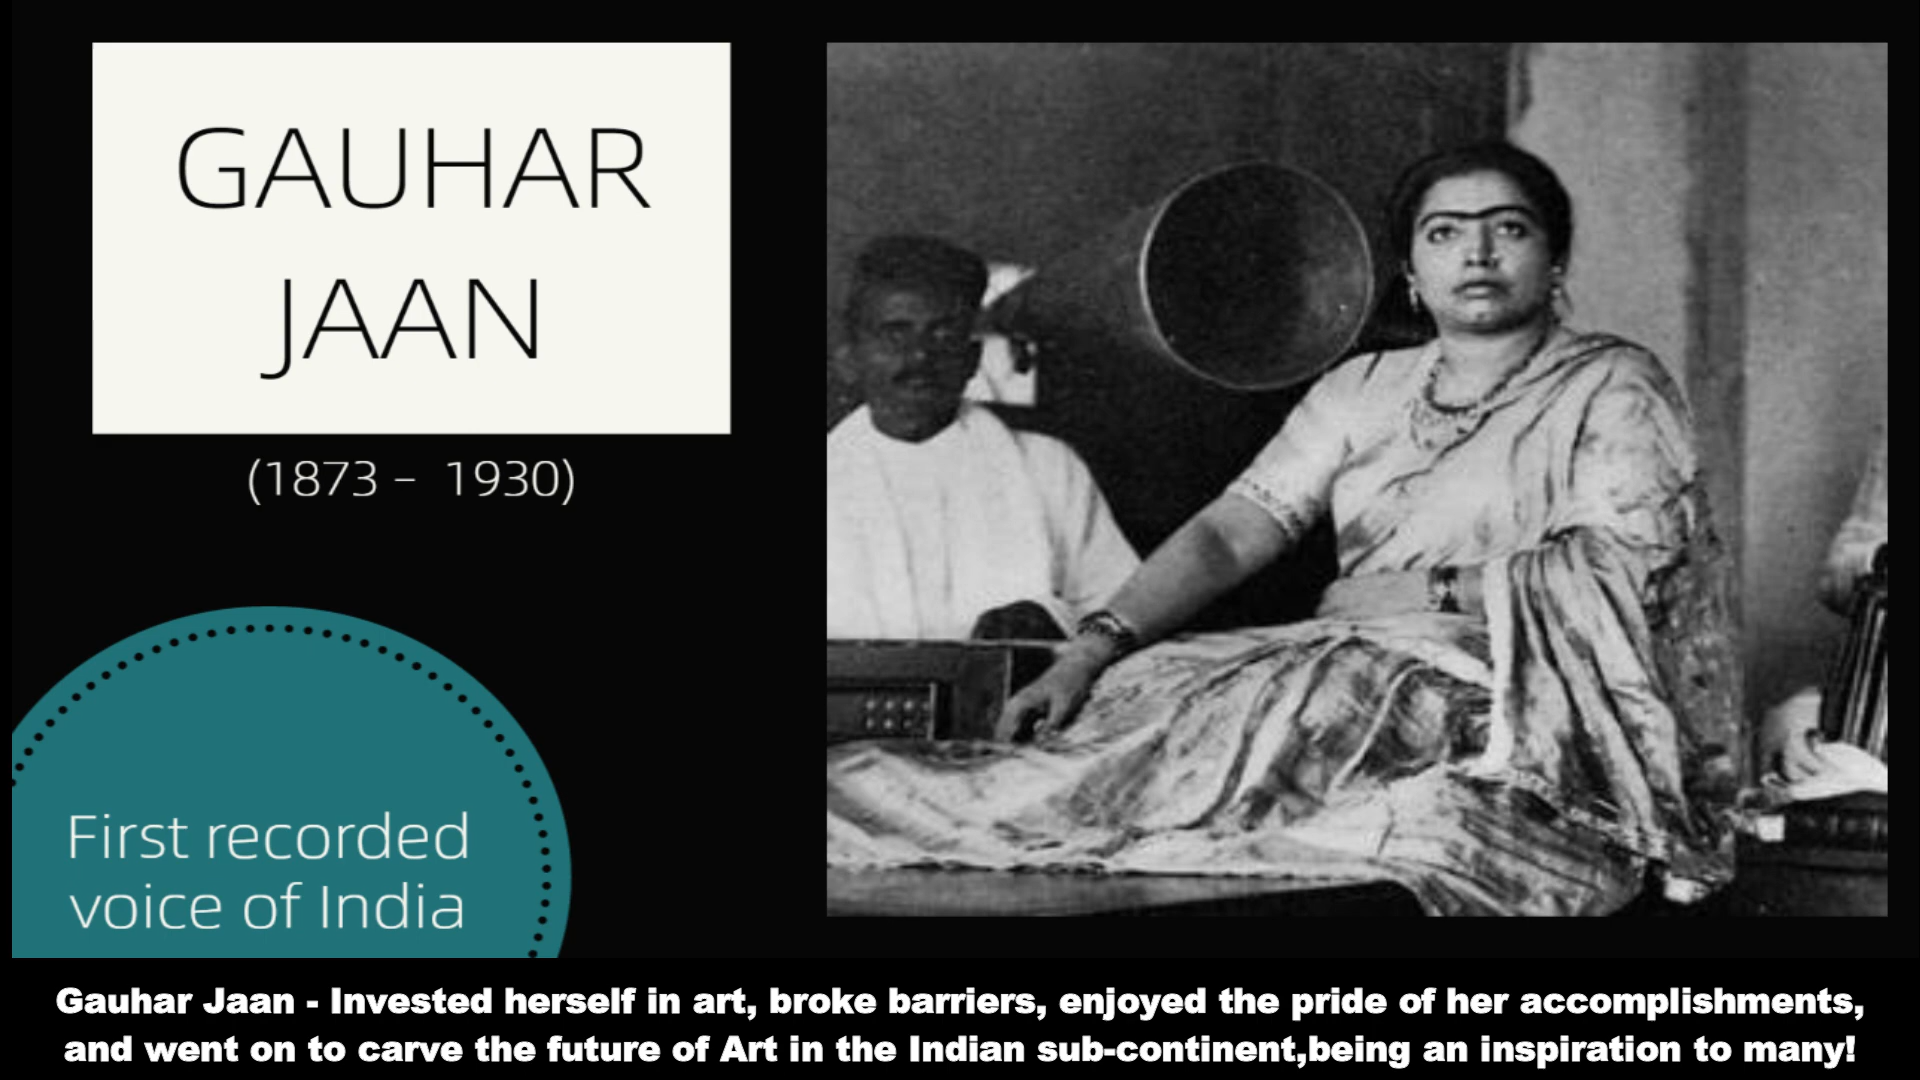 GAUHAR
JAAN
(1873 – 1930)
First recorded
voice of India
Gauhar Jaan - Invested herself in art, broke barriers, enjoyed the pride of her accomplishments,
and went on to carve the future of Art in the Indian sub-continent,being an inspiration to many!